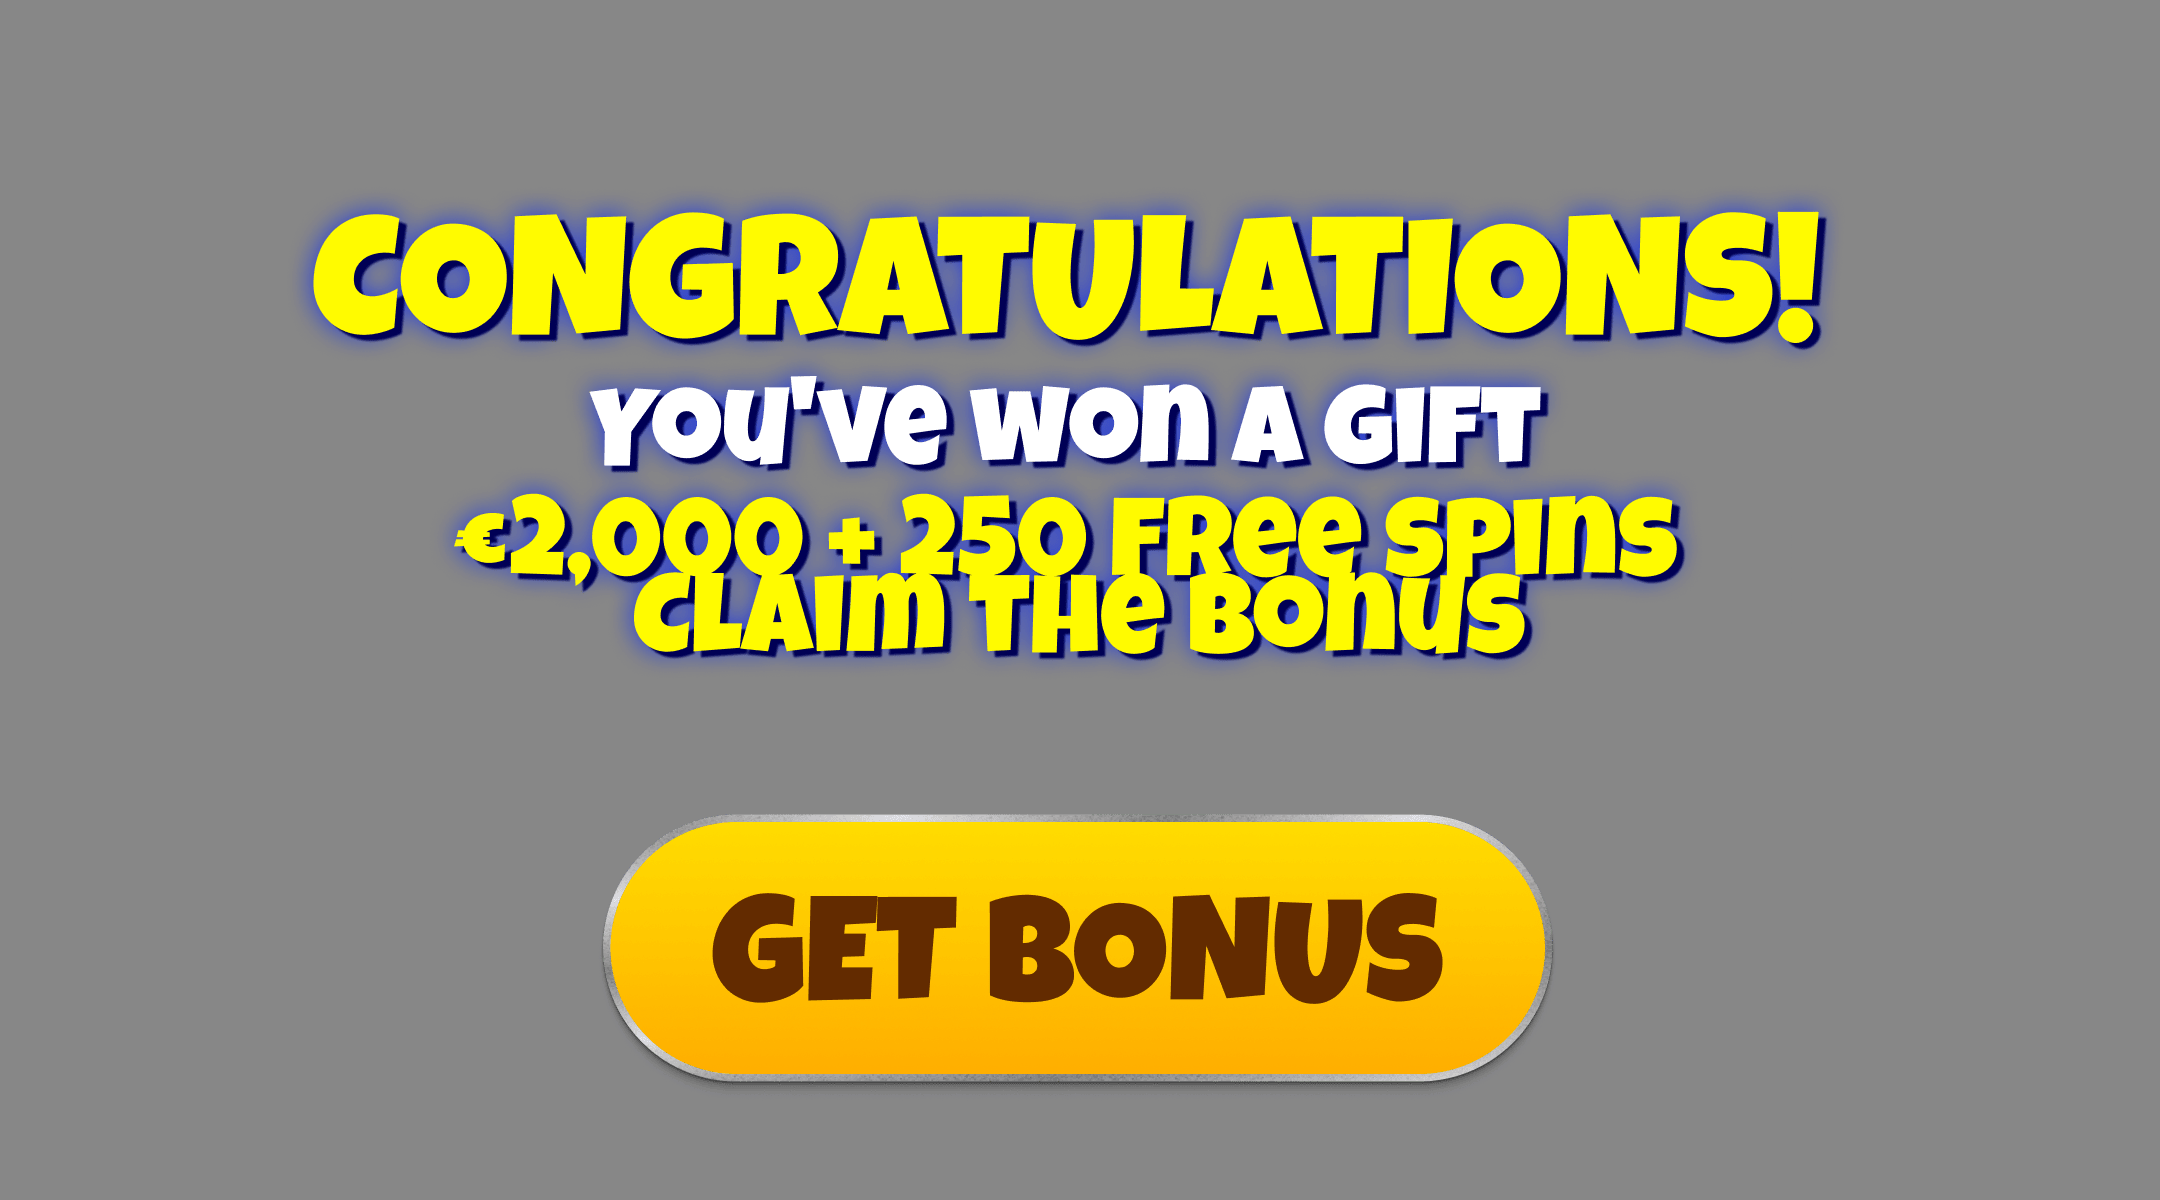 CONGRATULATIONS!
You've won a gift
€2,000 + 250 Free Spins
Claim the bonus
GET BONUS